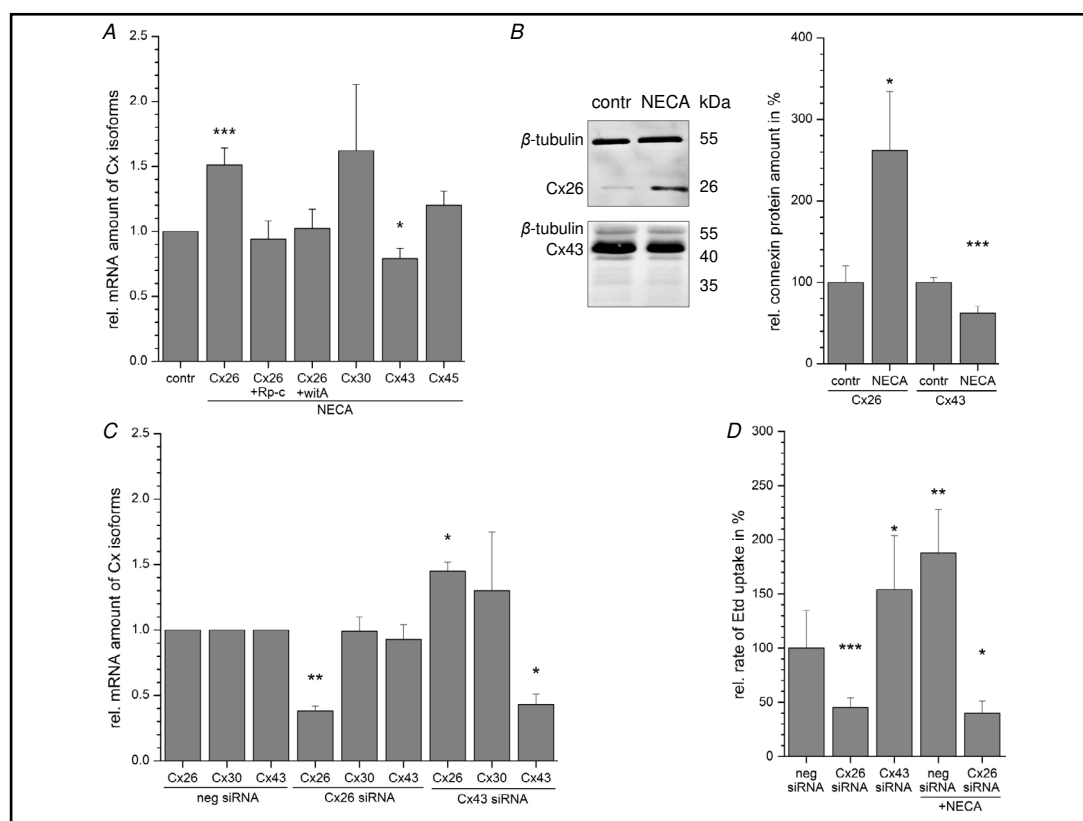 A
rel. mRNA amount of Cx isoforms
2.5
2.0
1.5
1.0
0.5
0.0
***
*
contr Cx26 Cx26 Cx26 Cx30 Cx43 Cx45
+Rp-c +witA
NECA
B
contr NECA kDa
β-tubulin 55
Cx26 26
β-tubulin 55
Cx43 40
35
rel. connexin protein amount in %
400
320
240
160
80
0
*
***
contr NECA contr NECA
Cx26 Cx43
C
rel. mRNA amount of Cx isoforms
2.5
2.0
1.5
1.0
0.5
0.0
**
*
*
Cx26 Cx30 Cx43 Cx26 Cx30 Cx43 Cx26 Cx30 Cx43
neg siRNA Cx26 siRNA Cx43 siRNA
D
rel. rate of Etd uptake in %
300
250
200
150
100
50
0
***
*
**
*
neg Cx26 Cx43 neg Cx26
siRNA siRNA siRNA siRNA siRNA
+NECA